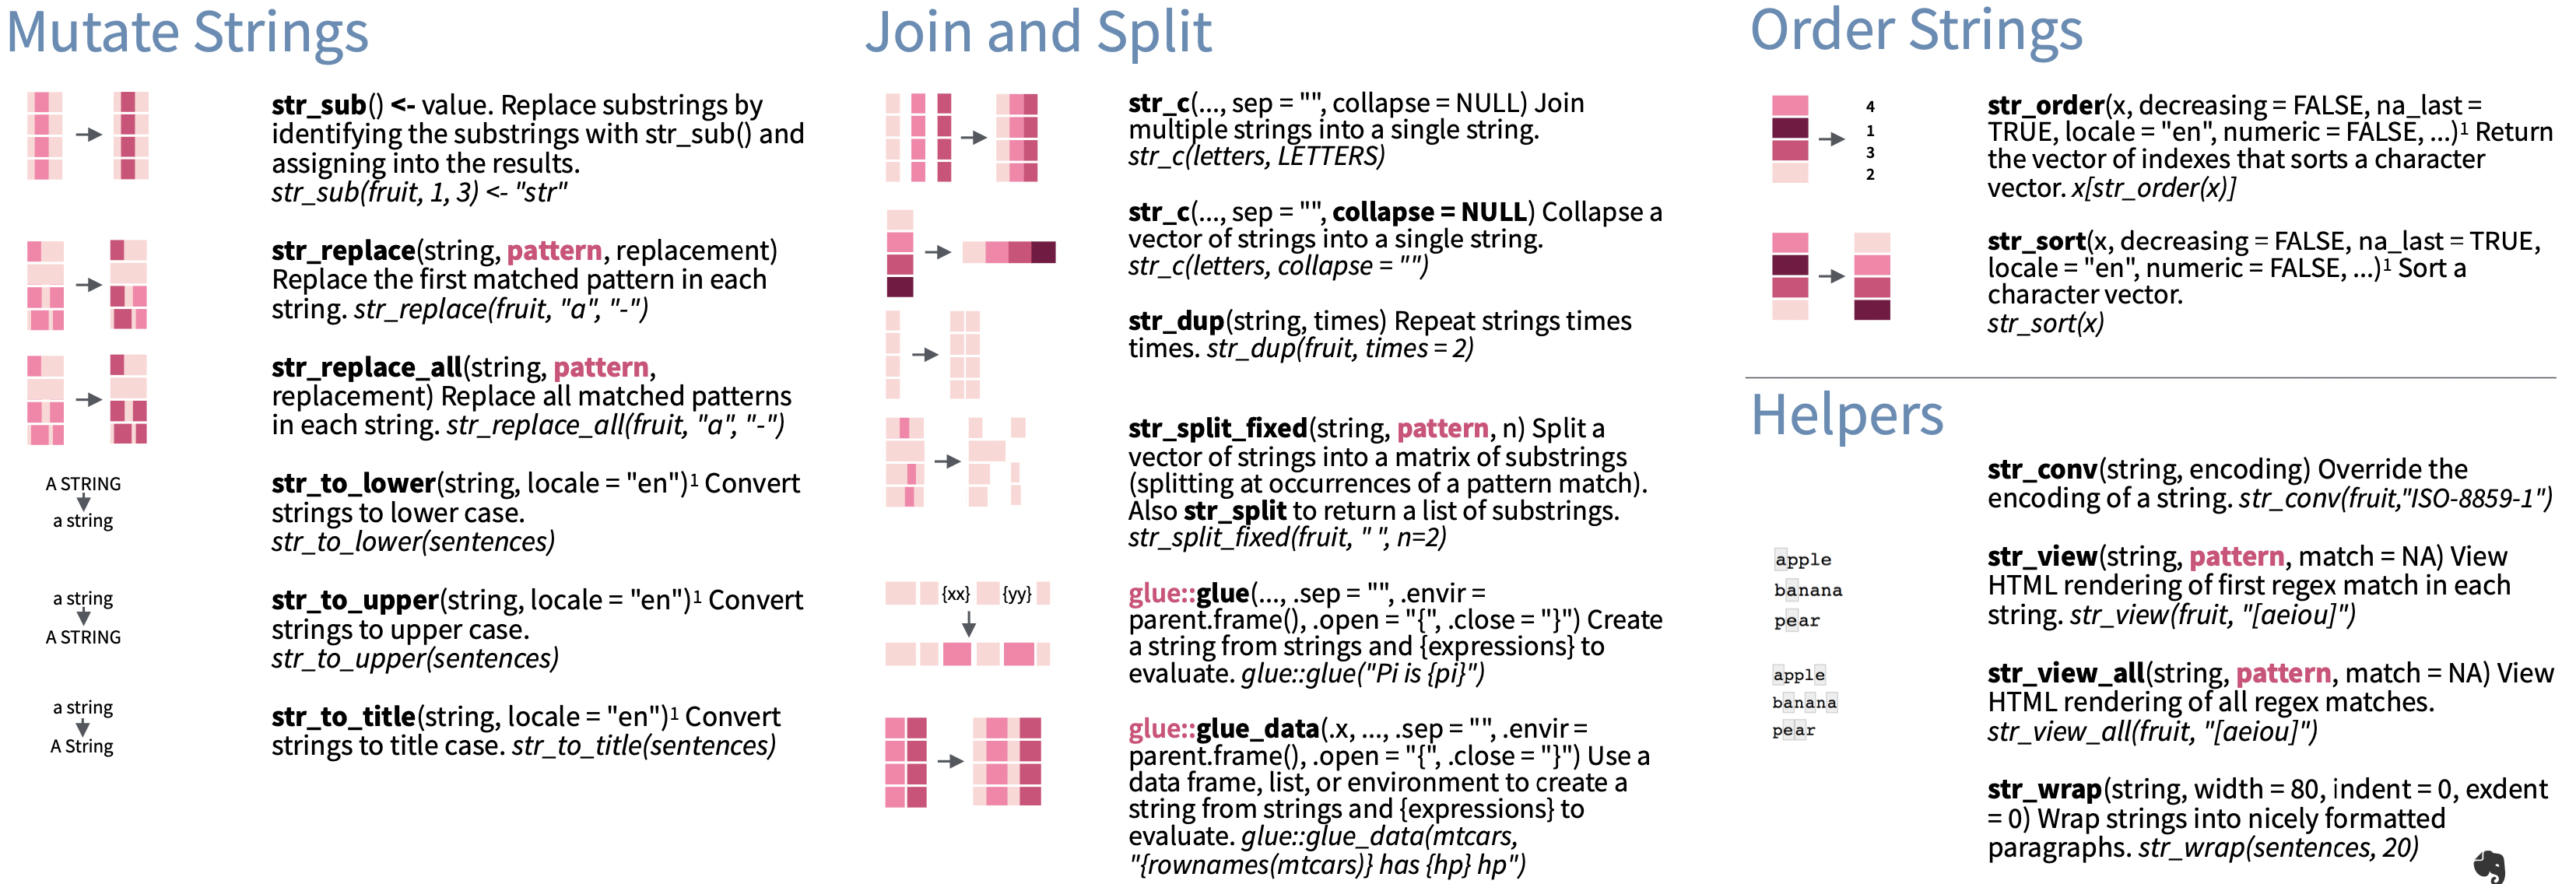 Mutate Strings
str_sub() <- value. Replace substrings by
identifying the substrings with str_sub() and
assigning into the results.
str_sub(fruit, 1, 3) <- "str"
str_replace(string, pattern, replacement)
Replace the first matched pattern in each
string. str_replace(fruit, "a", "-")
str_replace_all(string, pattern,
replacement) Replace all matched patterns
in each string. str_replace_all(fruit, "a", "-")
A STRING
a string
str_to_lower(string, locale = "en")¹ Convert
strings to lower case.
str_to_lower(sentences)
a string
A STRING
str_to_upper(string, locale = "en")¹ Convert
strings to upper case.
str_to_upper(sentences)
a string
A String
str_to_title(string, locale = "en")¹ Convert
strings to title case. str_to_title(sentences)
Join and Split
str_c(..., sep = "", collapse = NULL) Join
multiple strings into a single string.
str_c(letters, LETTERS)
str_c(..., sep = "", collapse = NULL) Collapse a
vector of strings into a single string.
str_c(letters, collapse = "")
str_dup(string, times) Repeat strings times
times. str_dup(fruit, times = 2)
str_split_fixed(string, pattern, n) Split a
vector of strings into a matrix of substrings
(splitting at occurrences of a pattern match).
Also str_split to return a list of substrings.
str_split_fixed(fruit, " ", n=2)
{xx} {yy}
glue::glue(..., .sep = "", .envir =
parent.frame(), .open = "{", .close = "}") Create
a string from strings and {expressions} to
evaluate. glue::glue("Pi is {pi}")
glue::glue_data(.x, ..., .sep = "", .envir =
parent.frame(), .open = "{", .close = "}") Use a
data frame, list, or environment to create a
string from strings and {expressions} to
evaluate. glue::glue_data(mtcars,
"{rownames(mtcars)} has {hp} hp")
Order Strings
4
1
3
2
str_order(x, decreasing = FALSE, na_last =
TRUE, locale = "en", numeric = FALSE, ...)¹ Return
the vector of indexes that sorts a character
vector. x[str_order(x)]
str_sort(x, decreasing = FALSE, na_last = TRUE,
locale = "en", numeric = FALSE, ...)¹ Sort a
character vector.
str_sort(x)
Helpers
str_conv(string, encoding) Override the
encoding of a string. str_conv(fruit,"ISO-8859-1")
apple
banana
pear
str_view(string, pattern, match = NA) View
HTML rendering of first regex match in each
string. str_view(fruit, "[aeiou]")
apple
banana
pear
str_view_all(string, pattern, match = NA) View
HTML rendering of all regex matches.
str_view_all(fruit, "[aeiou]")
str_wrap(string, width = 80, indent = 0, exdent
= 0) Wrap strings into nicely formatted
paragraphs. str_wrap(sentences, 20)